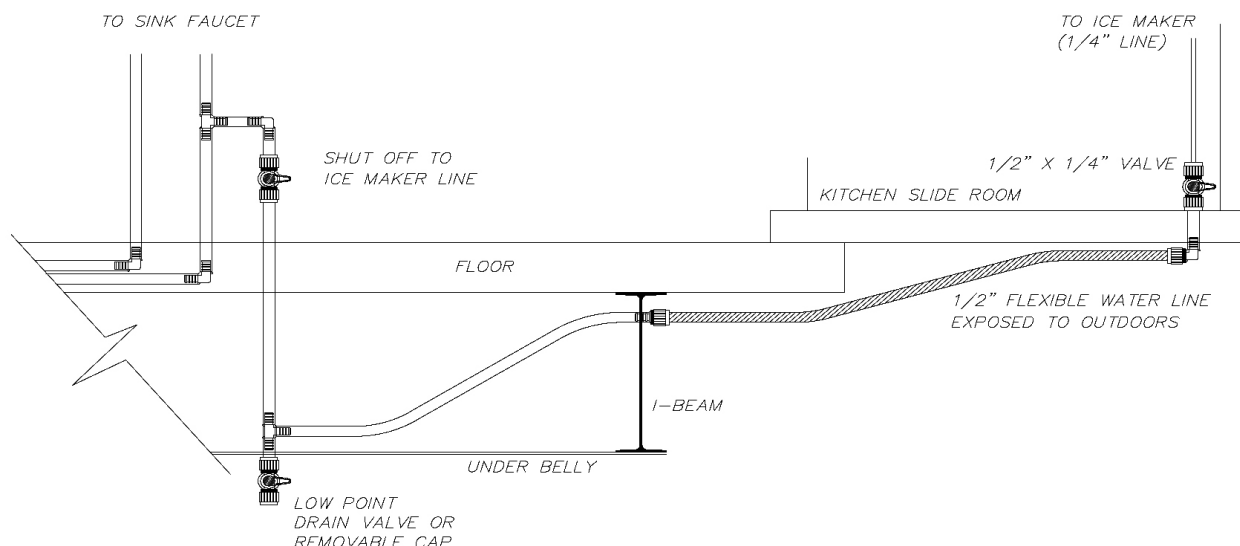 TO SINK FAUCET
TO ICE MAKER
(1/4" LINE)
SHUT OFF TO
ICE MAKER LINE
1/2" X 1/4" VALVE
KITCHEN SLIDE ROOM
FLOOR
1/2" FLEXIBLE WATER LINE
EXPOSED TO OUTDOORS
I-BEAM
UNDER BELLY
LOW POINT
DRAIN VALVE OR
REMOVABLE CAP